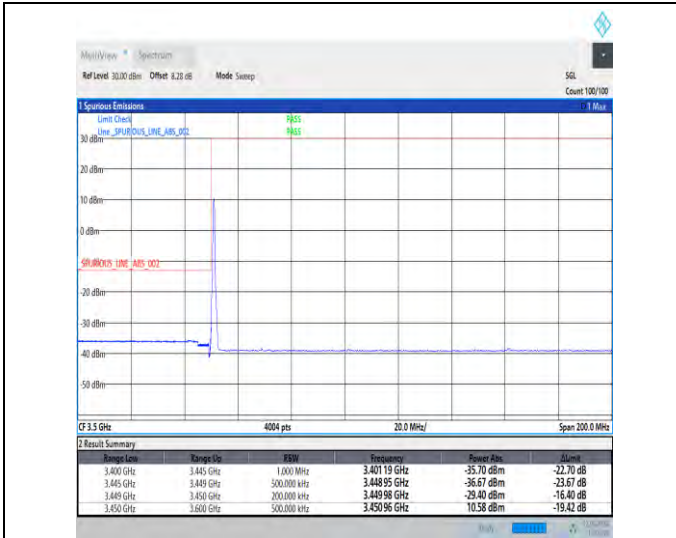 MultiView Spectrum
Ref Level 30.00 dBm Offset 8.28 dB Mode Sweep SGL
Count 100/100
1 Spurious Emissions 1 Max
Limit Check PASS
Line _SPURIOUS_LINE_ABS_002 PASS
30 dBm
20 dBm
10 dBm
0 dBm
_SPURIOUS_LINE_ABS_002
-20 dBm
-30 dBm
-40 dBm
-50 dBm
CF 3.5 GHz 4004 pts 20.0 MHz/ Span 200.0 MHz
2 Result Summary
Range Low Range Up RBW Frequency Power Abs ΔLimit
3.400 GHz 3.445 GHz 1.000 MHz 3.401 19 GHz -35.70 dBm -22.70 dB
3.445 GHz 3.449 GHz 500.000 kHz 3.448 95 GHz -36.67 dBm -23.67 dB
3.449 GHz 3.450 GHz 200.000 kHz 3.449 98 GHz -29.40 dBm -16.40 dB
3.450 GHz 3.600 GHz 500.000 kHz 3.450 96 GHz 10.58 dBm -19.42 dB